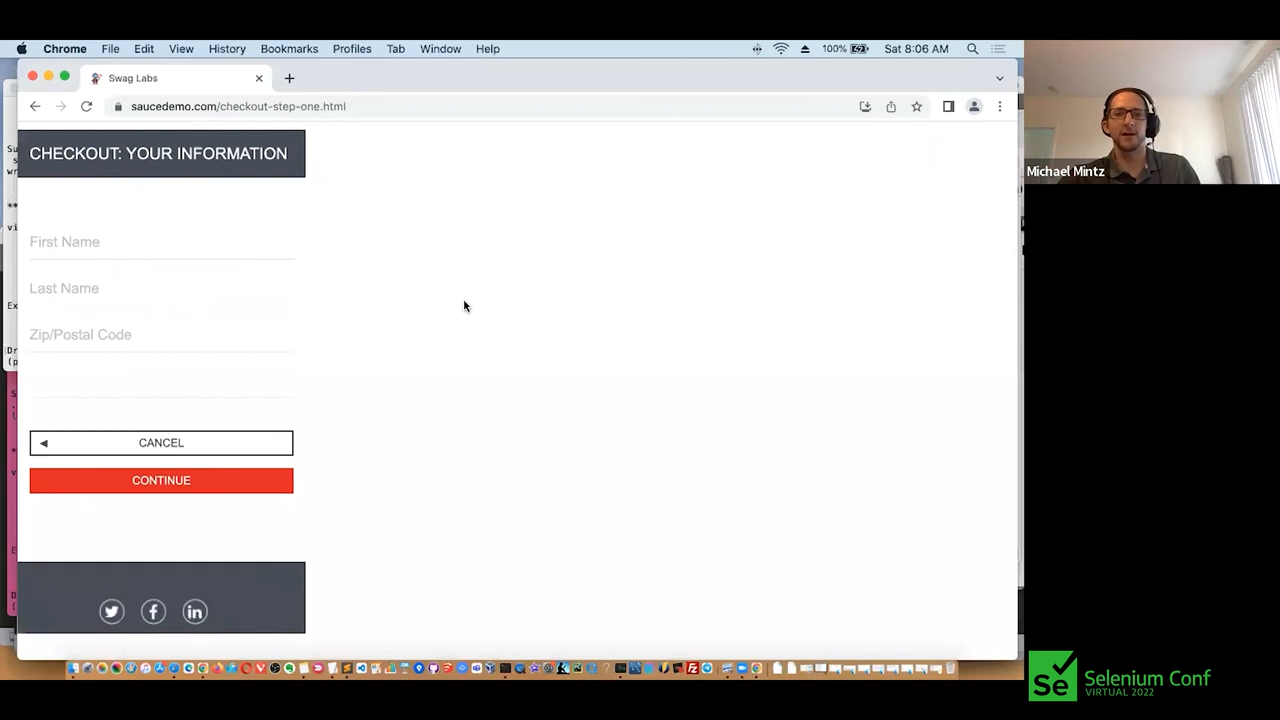 Chrome File Edit View History Bookmarks Profiles Tab Window Help 100% Sat 8:06 AM
Swag Labs
saucedemo.com/checkout-step-one.html
CHECKOUT: YOUR INFORMATION
First Name
Last Name
Zip/Postal Code
CANCEL
CONTINUE
Michael Mintz
Se Selenium Conf
VIRTUAL 2022